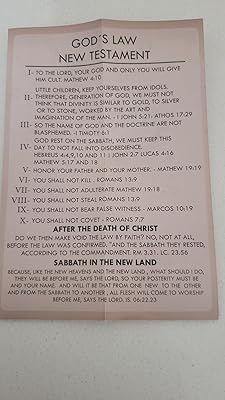 GOD'S LAW
NEW TESTAMENT
I - TO THE LORD, YOUR GOD AND ONLY YOU WILL GIVE
HIM CULT. MATHEW 4:10
LITTLE CHILDREN, KEEP YOURSELVES FROM IDOLS.
II - THEREFORE, GENERATION OF GOD, WE MUST NOT
THINK THAT DIVINITY IS SIMILAR TO GOLD, TO SILVER
OR TO STONE, WORKED BY THE ART AND
IMAGINATION OF THE MAN. - 1 JOHN 5:21: ATHOS 17:29
III - SO THE NAME OF GOD AND THE DOCTRINE ARE NOT
BLASPHEMED. -1 TIMOTY 6:1
GOD REST ON THE SABBATH, WE MUST KEEP THIS
IV - DAY TO NOT FALL INTO DISOBEDIENCE.
HEBREUS 4:4,9,10 AND 11 I JOHN 2:7 LUCAS 4-16
MATHEW 5:17 AND 18
V - HONOR YOUR FATHER AND YOUR MOTHER. - MATHEW 19:19
VI - YOU SHALL NOT KILL . ROMANS 13:9
VII - YOU SHALL NOT ADULTERATE MATHEW 19-18
VIII - YOU SHALL NOT STEAL ROMANS 13:9
IX - YOU SHALL NOT BEAR FALSE WITNESS - MARCOS 10:19
X - YOU SHALL NOT COVET - ROMANS 7:7
AFTER THE DEATH OF CHRIST
DO WE THEN MAKE VOID THE LAW BY FAITH? NO, NOT AT ALL,
BEFORE THE LAW WAS CONFIRMED. "AND THE SABBATH THEY RESTED,
ACCORDING TO THE COMMANDMENT. RM 3.31. LC. 23.56
SABBATH IN THE NEW LAND
BECAUSE, LIKE THE NEW HEAVENS AND THE NEW LAND , WHAT SHOULD I DO,
THEY WILL BE BEFORE ME, SAYS THE LORD, SO YOUR POSTERITY MUST BE
AND YOUR NAME. AND WILL IT BE THAT FROM ONE NEW TO THE OTHER
AND FROM THE SABBATH TO ANOTHER , ALL FLESH WILL COME TO WORSHIP
BEFORE ME, SAYS THE LORD. IS. 06:22,23